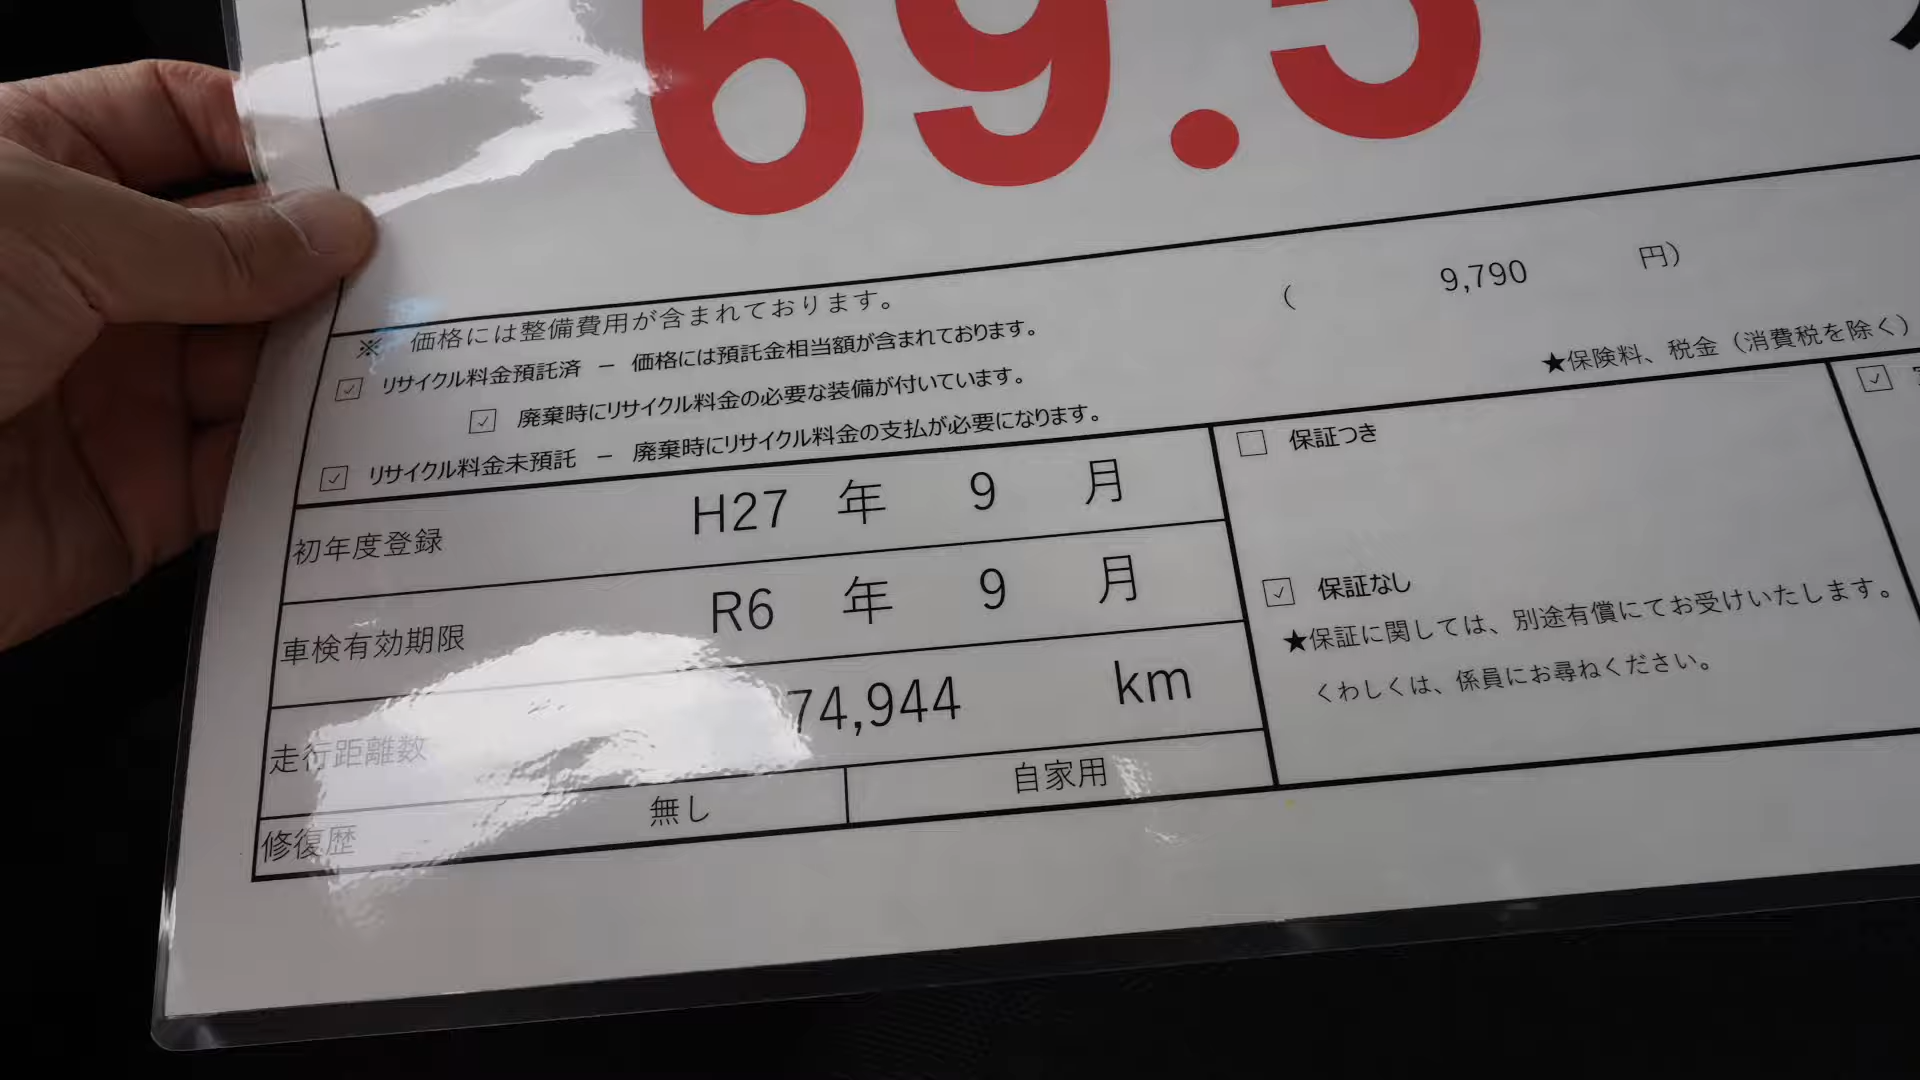 69.5
※ 価格には整備費用が含まれております。
( 9,790 円)
リサイクル料金預託済 － 価格には預託金相当額が含まれております。
★保険料、税金（消費税を除く）
廃棄時にリサイクル料金の必要な装備が付いています。
リサイクル料金未預託 － 廃棄時にリサイクル料金の支払が必要になります。
初年度登録 H27 年 9 月
車検有効期限 R6 年 9 月
走行距離数 74,944 km
修復歴 無し 自家用
保証つき
保証なし
★保証に関しては、別途有償にてお受けいたします。
くわしくは、係員にお尋ねください。